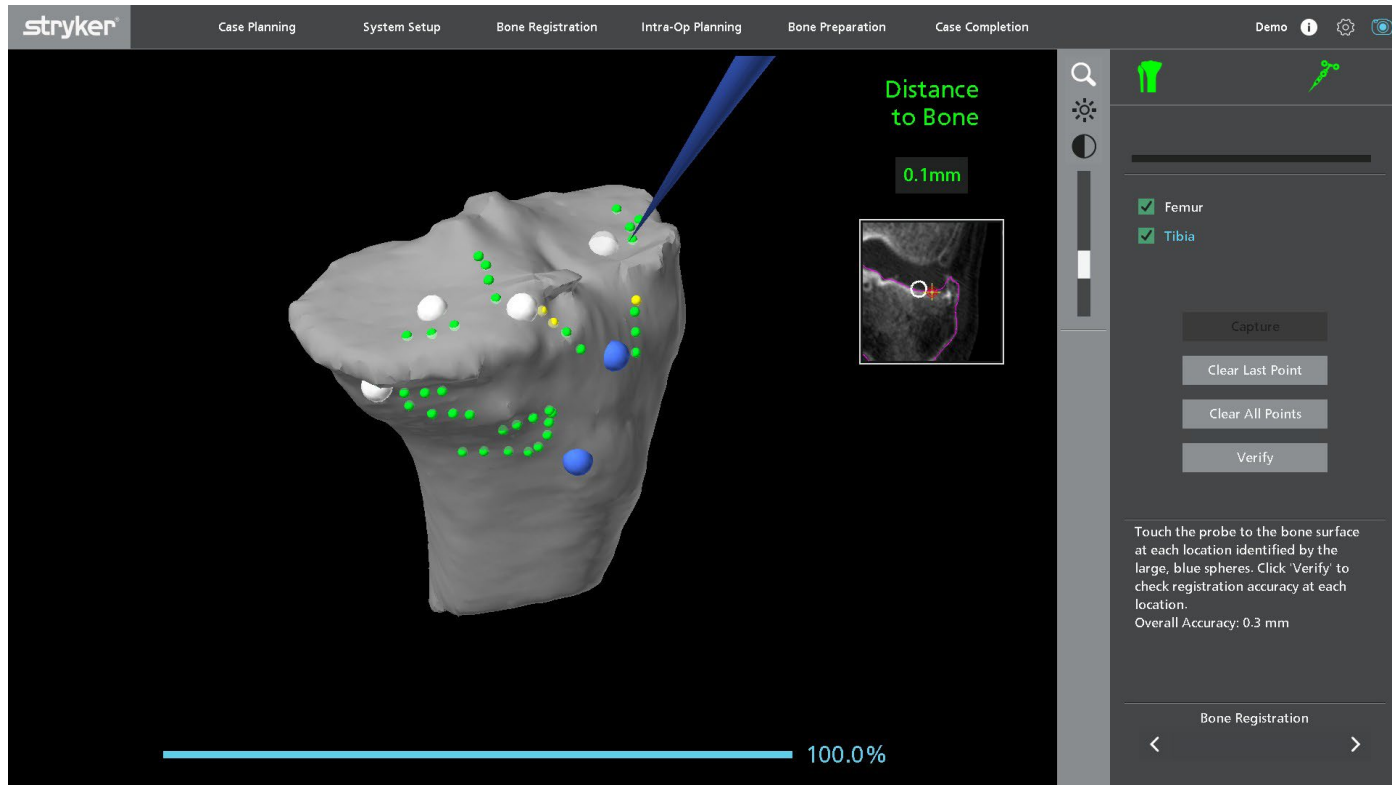 stryker
Case Planning
System Setup
Bone Registration
Intra-Op Planning
Bone Preparation
Case Completion
Demo
i
Distance
to Bone
0.1mm
100.0%
Femur
Tibia
Capture
Clear Last Point
Clear All Points
Verify
Touch the probe to the bone surface
at each location identified by the
large, blue spheres. Click 'Verify' to
check registration accuracy at each
location.
Overall Accuracy: 0.3 mm
Bone Registration